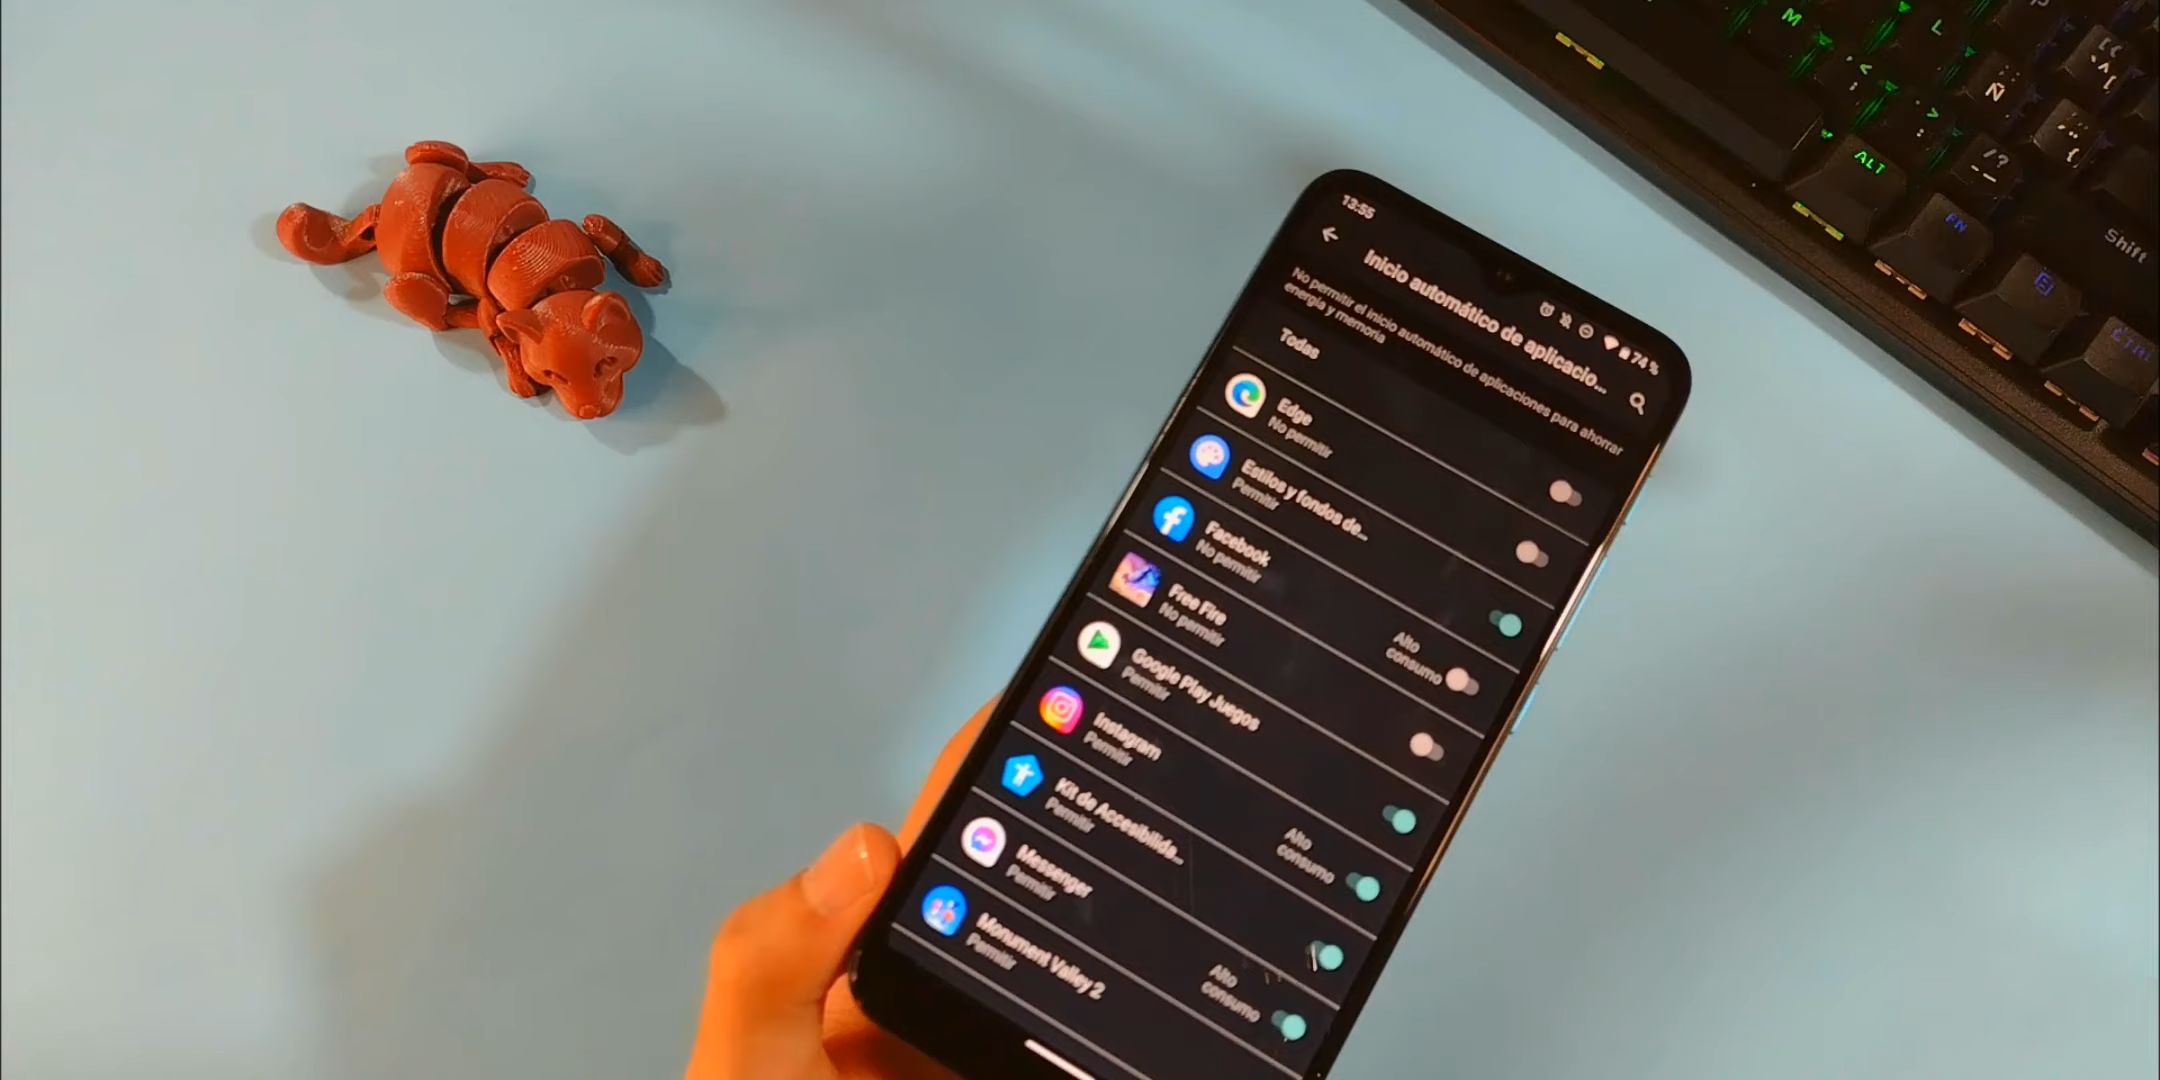 13:55
74 %
Inicio automático de aplicacio...
No permitir el inicio automático de aplicaciones para ahorrar
energía y memoria
Todas
Edge
No permitir
Estilos y fondos de...
Permitir
Facebook
No permitir
Free Fire
No permitir
Alto
consumo
Google Play Juegos
Permitir
Instagram
Permitir
Kit de Accesibilida...
Permitir
Alto
consumo
Messenger
Permitir
Monument Valley 2
Permitir
Alto
consumo
M
L
Ñ
ALT
FN
Shift
CTRL